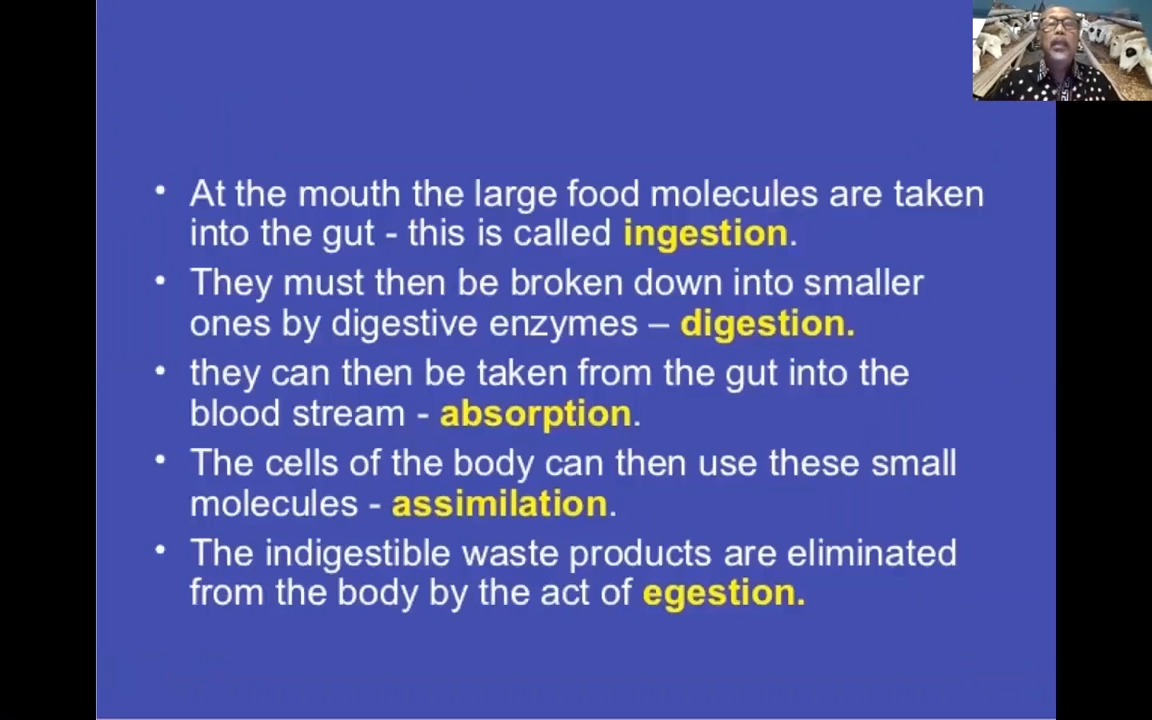 • At the mouth the large food molecules are taken
into the gut - this is called ingestion.
• They must then be broken down into smaller
ones by digestive enzymes – digestion.
• they can then be taken from the gut into the
blood stream - absorption.
• The cells of the body can then use these small
molecules - assimilation.
• The indigestible waste products are eliminated
from the body by the act of egestion.